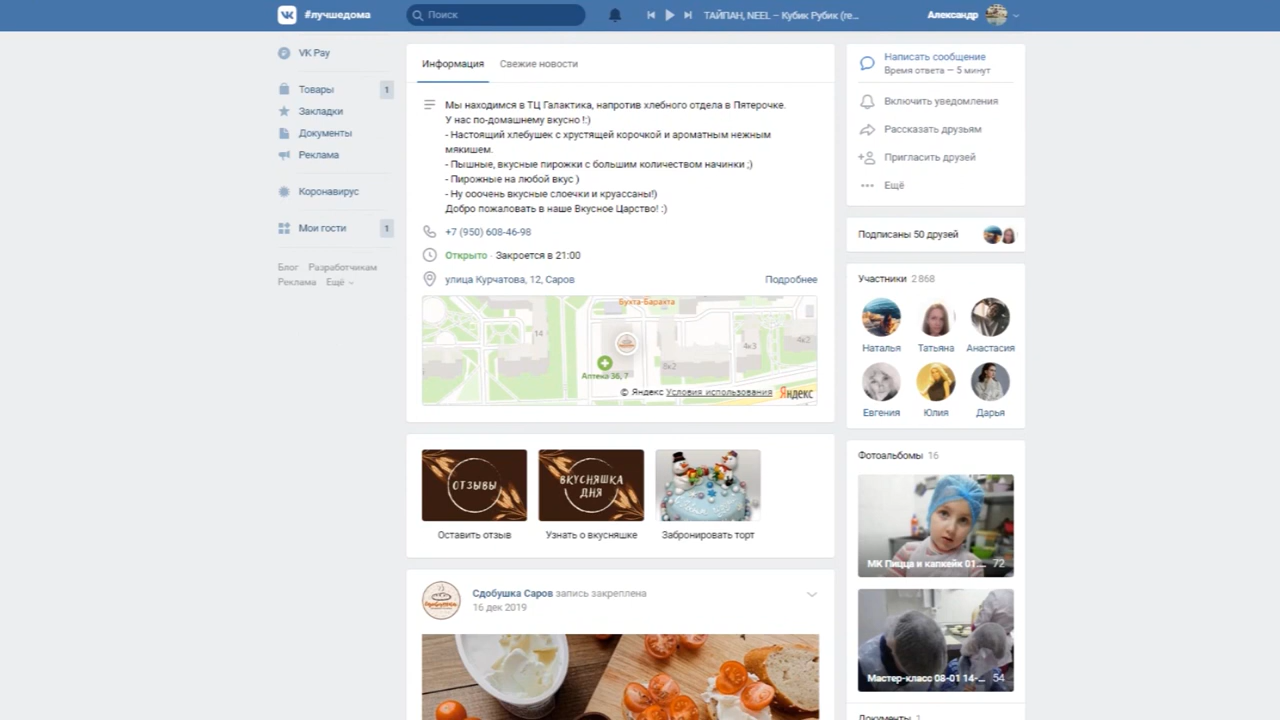 #лучшедома
Поиск
ТАЙПАН, NEEL – Кубик Рубик (re...
Александр
VK Pay
Товары 1
Закладки
Документы
Реклама
Коронавирус
Мои гости 1
Блог Разработчикам
Реклама Ещё
Информация Свежие новости
Мы находимся в ТЦ Галактика, напротив хлебного отдела в Пятерочке.
У нас по-домашнему вкусно !:)
- Настоящий хлебушек с хрустящей корочкой и ароматным нежным
мякишем.
- Пышные, вкусные пирожки с большим количеством начинки ;)
- Пирожные на любой вкус )
- Ну ооочень вкусные слоечки и круассаны!)
Добро пожаловать в наше Вкусное Царство! :)
+7 (950) 608-46-98
Открыто · Закроется в 21:00
улица Курчатова, 12, Саров Подробнее
Бухта-Барахта
14
4к3
4к2
8к2
Аптека 36, 7
© Яндекс Условия использования Яндекс
ОТЗЫВЫ
ВКУСНЯШКА
ДНЯ
Оставить отзыв
Узнать о вкусняшке
Забронировать торт
Сдобушка Саров запись закреплена
16 дек 2019
Написать сообщение
Время ответа — 5 минут
Включить уведомления
Рассказать друзьям
Пригласить друзей
Ещё
Подписаны 50 друзей
Участники 2 868
Наталья Татьяна Анастасия
Евгения Юлия Дарья
Фотоальбомы 16
МК Пицца и капкейк 01.... 72
Мастер-класс 08-01 14-... 54
Документы 1